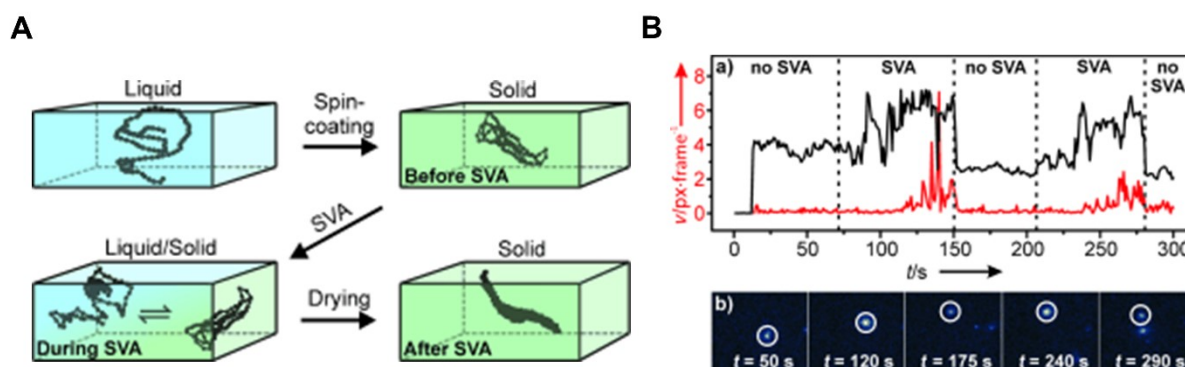 A
Liquid
Spin-
coating
Solid
Before SVA
SVA
Liquid/Solid
During SVA
Drying
Solid
After SVA
B
a)
no SVA
SVA
no SVA
SVA
no
SVA
8
6
4
2
0
v/px·frame⁻¹
0
50
100
150
200
250
300
t/s
b)
t = 50 s
t = 120 s
t = 175 s
t = 240 s
t = 290 s